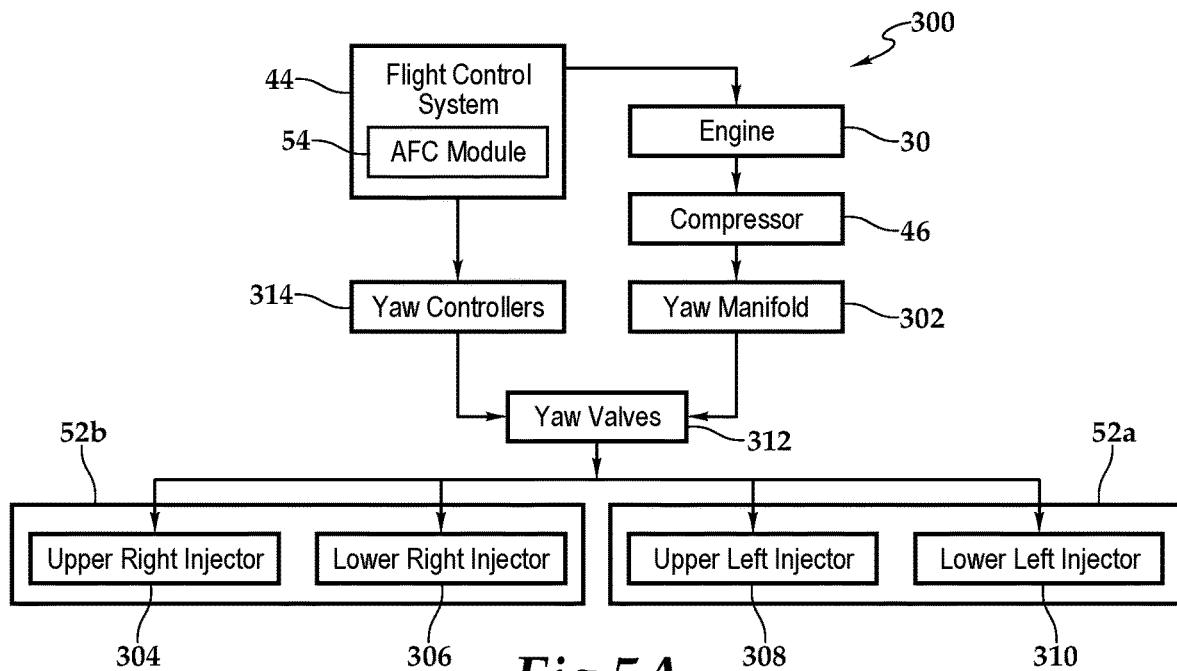 300
44
Flight Control
System
54
AFC Module
Engine
30
Compressor
46
314
Yaw Controllers
Yaw Manifold
302
Yaw Valves
312
52b
52a
Upper Right Injector
Lower Right Injector
Upper Left Injector
Lower Left Injector
304
306
308
310
Fig 5A